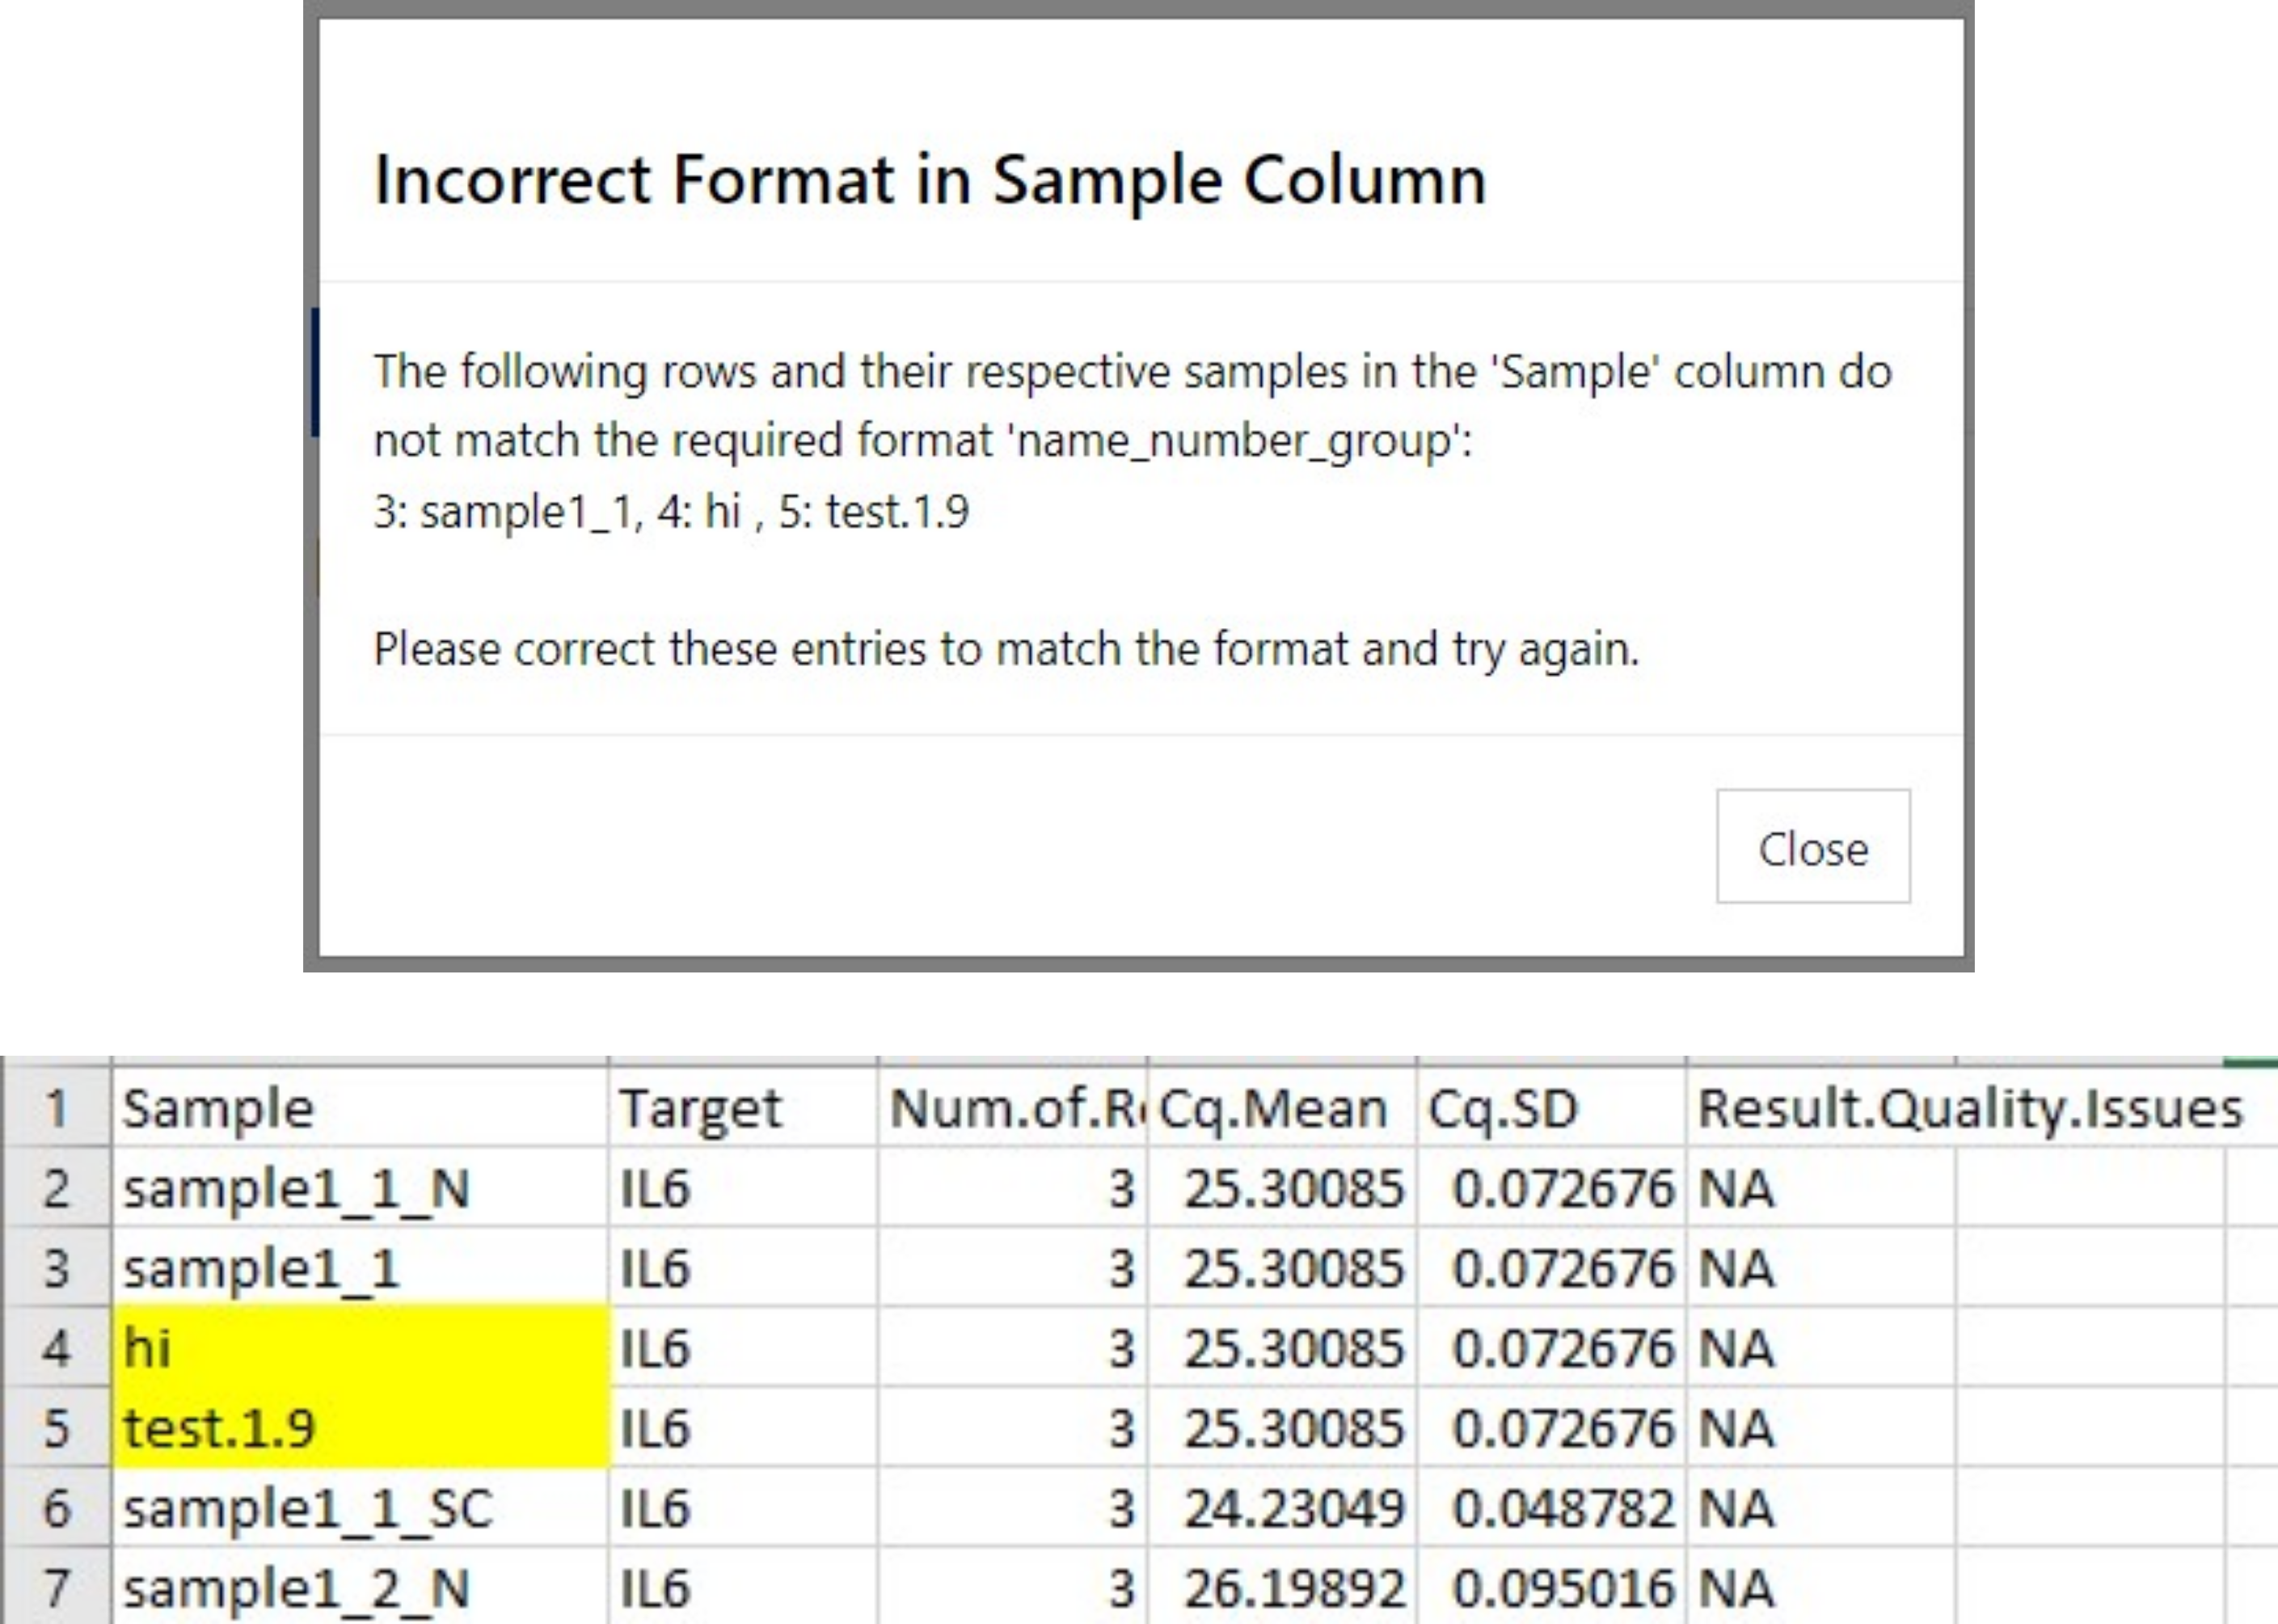 Incorrect Format in Sample Column
The following rows and their respective samples in the 'Sample' column do
not match the required format 'name_number_group':
3: sample1_1, 4: hi , 5: test.1.9
Please correct these entries to match the format and try again.
Close
1 Sample Target Num.of.R Cq.Mean Cq.SD Result.Quality.Issues
2 sample1_1_N IL6 3 25.30085 0.072676 NA
3 sample1_1 IL6 3 25.30085 0.072676 NA
4 hi IL6 3 25.30085 0.072676 NA
5 test.1.9 IL6 3 25.30085 0.072676 NA
6 sample1_1_SC IL6 3 24.23049 0.048782 NA
7 sample1_2_N IL6 3 26.19892 0.095016 NA